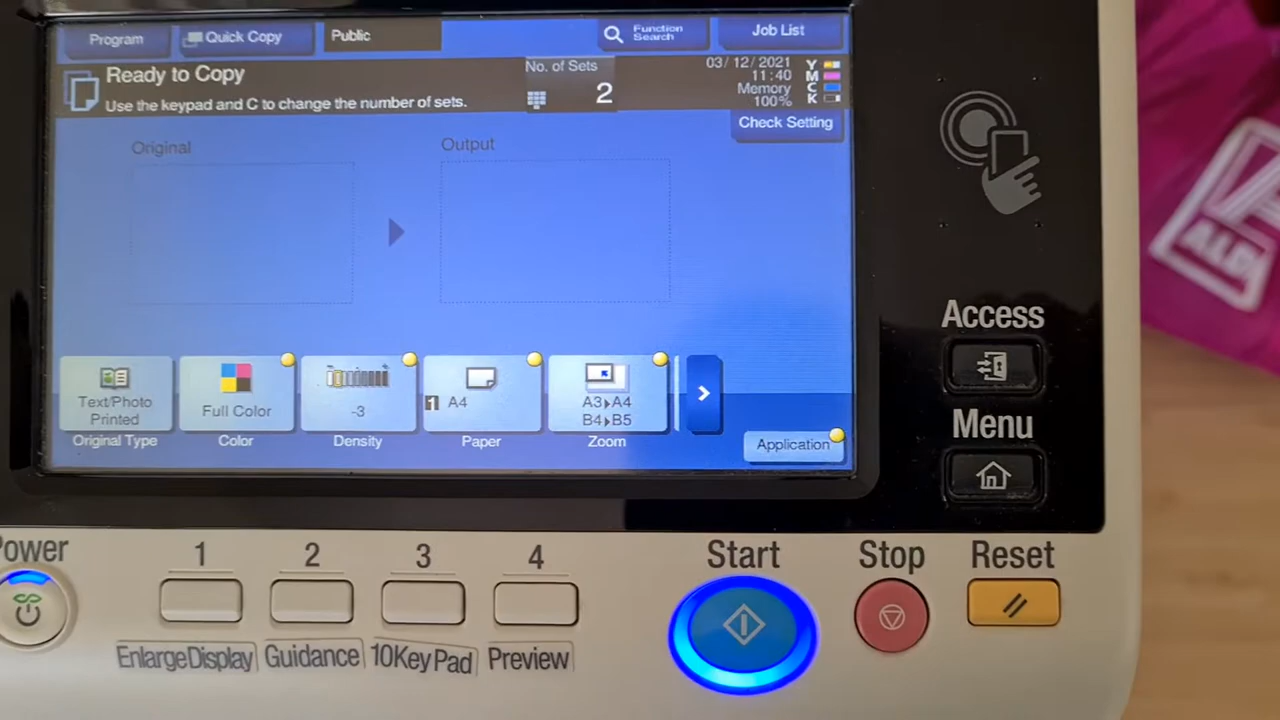 Program
Quick Copy
Public
Function Search
Job List
Ready to Copy
Use the keypad and C to change the number of sets.
No. of Sets
2
03/12/2021
11:40
Memory
100%
Y
M
C
K
Check Setting
Original
Output
Text/Photo
Printed
Original Type
Full Color
Color
-3
Density
1 A4
Paper
A3▸A4
B4▸B5
Zoom
Application
Access
Menu
Power
1
2
3
4
Start
Stop
Reset
EnlargeDisplay
Guidance
10KeyPad
Preview
ALDI